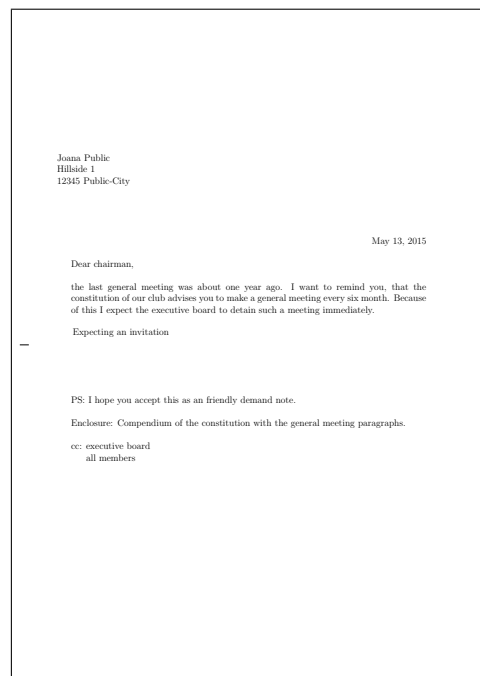 Joana Public
Hillside 1
12345 Public-City
May 13, 2015
Dear chairman,
the last general meeting was about one year ago. I want to remind you, that the
constitution of our club advises you to make a general meeting every six month. Because
of this I expect the executive board to detain such a meeting immediately.
Expecting an invitation
PS: I hope you accept this as an friendly demand note.
Enclosure: Compendium of the constitution with the general meeting paragraphs.
cc: executive board
all members